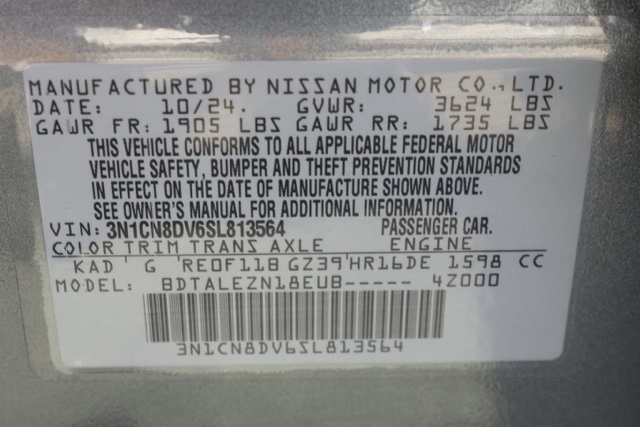 MANUFACTURED BY NISSAN MOTOR CO., LTD.
DATE: 10/24. GVWR: 3624 LBS
GAWR FR: 1905 LBS GAWR RR: 1735 LBS
THIS VEHICLE CONFORMS TO ALL APPLICABLE FEDERAL MOTOR
VEHICLE SAFETY, BUMPER AND THEFT PREVENTION STANDARDS
IN EFFECT ON THE DATE OF MANUFACTURE SHOWN ABOVE.
SEE OWNER'S MANUAL FOR ADDITIONAL INFORMATION.
VIN: 3N1CN8DV6SL813564 PASSENGER CAR.
COLOR TRIM TRANS AXLE ENGINE
KAD G RE0F11B GZ39 HR16DE 1598 CC
MODEL: BDTALEZN18EUB----- 4Z000
3N1CN8DV6SL813564